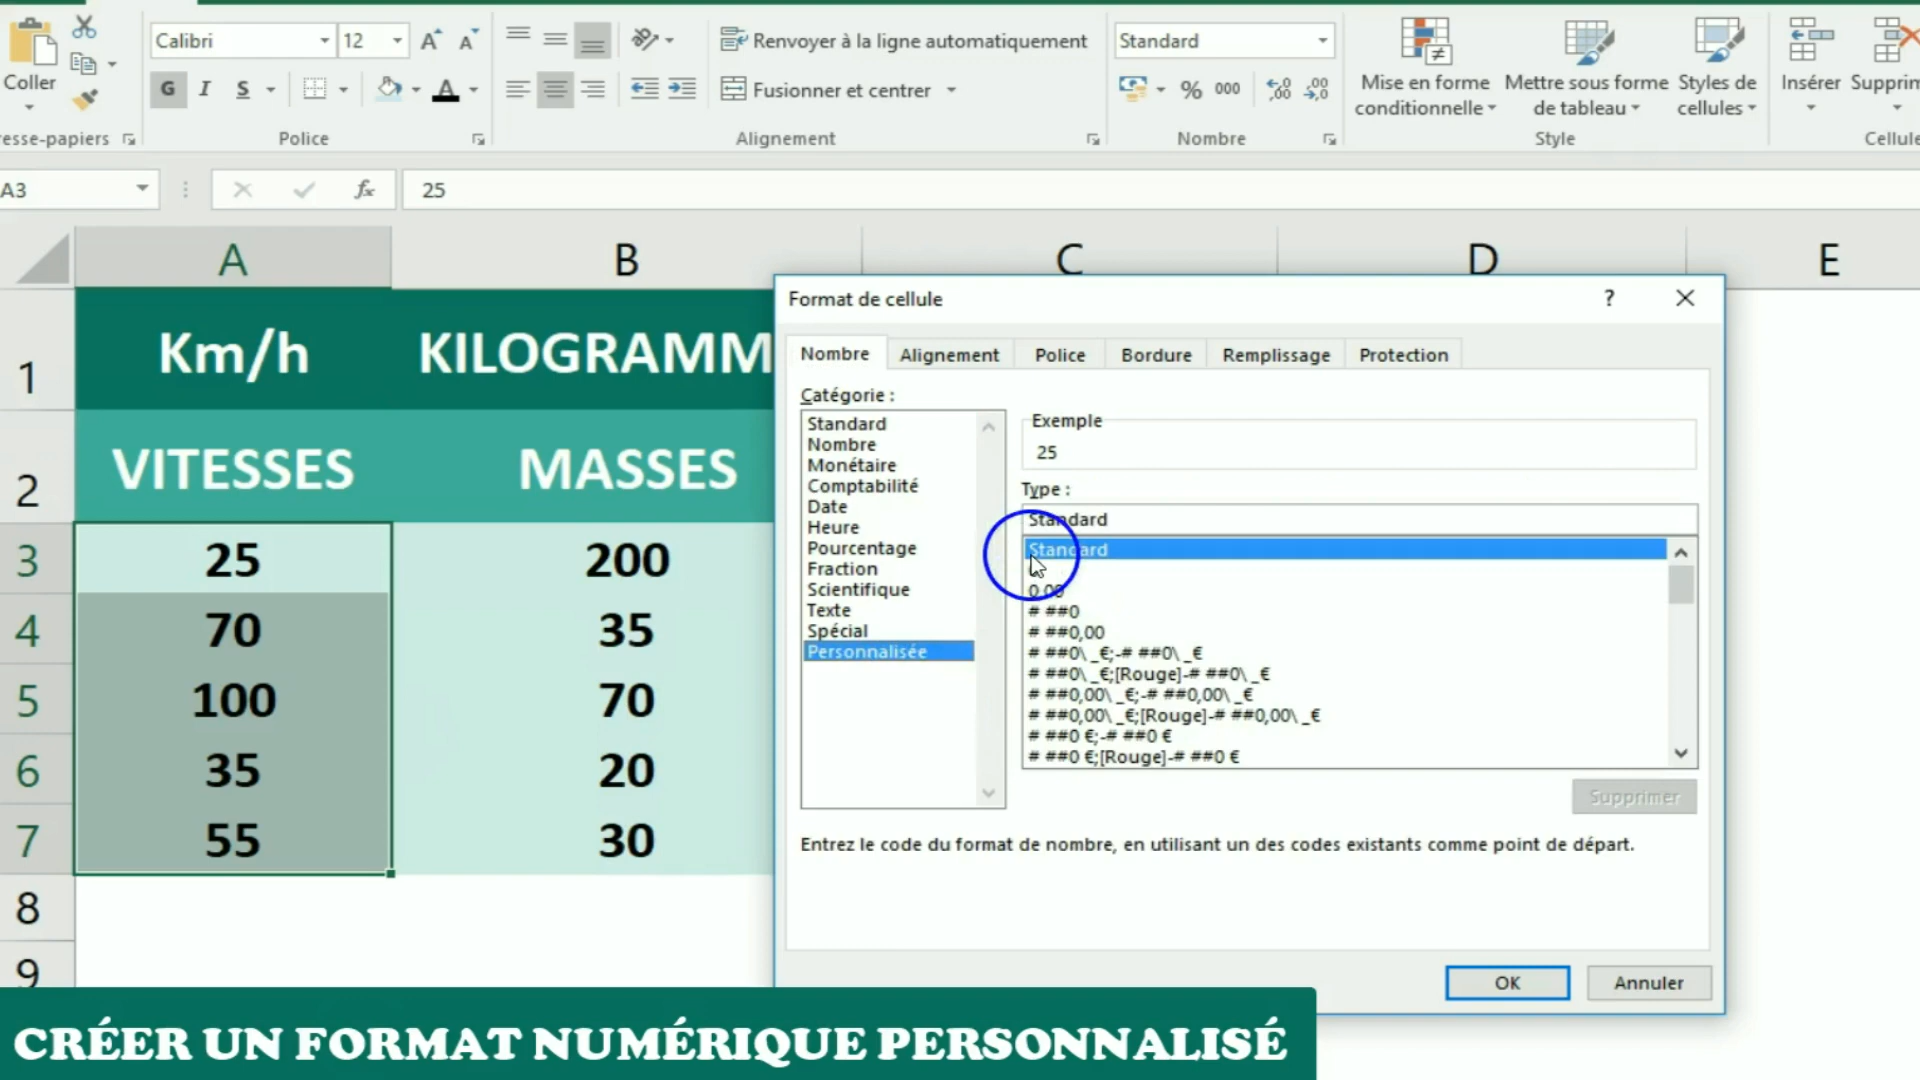 Calibri
12
Renvoyer à la ligne automatiquement
Standard
Coller
G I S
A
Fusionner et centrer
% 000
Mise en forme
conditionnelle
Mettre sous forme
de tableau
Styles de
cellules
Insérer
Supprim
esse-papiers
Police
Alignement
Nombre
Style
Cellule
A3
fx
25
A B C D E
1 Km/h KILOGRAMM
2 VITESSES MASSES
3 25 200
4 70 35
5 100 70
6 35 20
7 55 30
8
9
Format de cellule
?
Nombre Alignement Police Bordure Remplissage Protection
Catégorie :
Standard
Nombre
Monétaire
Comptabilité
Date
Heure
Pourcentage
Fraction
Scientifique
Texte
Spécial
Personnalisée
Exemple
25
Type :
Standard
Standard
0,00
# ##0
# ##0,00
# ##0\ _€;-# ##0\ _€
# ##0\ _€;[Rouge]-# ##0\ _€
# ##0,00\ _€;-# ##0,00\ _€
# ##0,00\ _€;[Rouge]-# ##0,00\ _€
# ##0 €;-# ##0 €
# ##0 €;[Rouge]-# ##0 €
Supprimer
Entrez le code du format de nombre, en utilisant un des codes existants comme point de départ.
OK
Annuler
CRÉER UN FORMAT NUMÉRIQUE PERSONNALISÉ